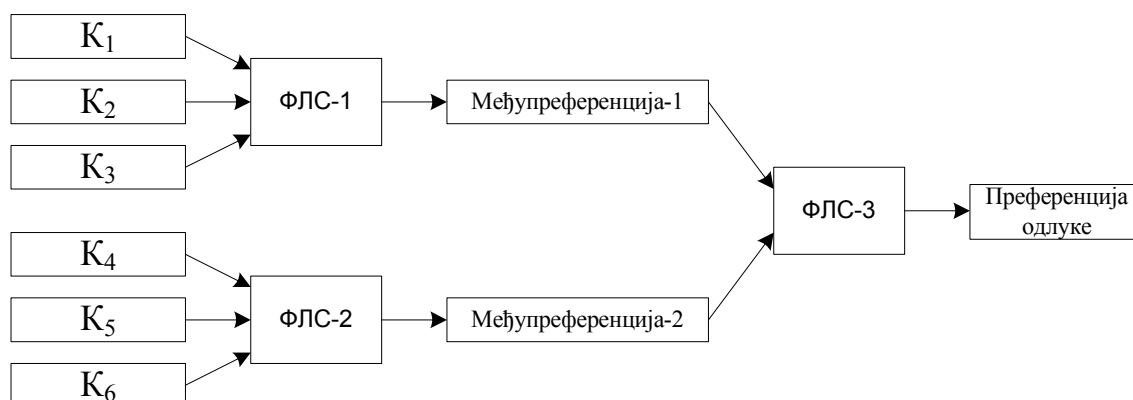 К₁
К₂
К₃
ФЛС-1
Међупреференција-1
К₄
К₅
К₆
ФЛС-2
Међупреференција-2
ФЛС-3
Преференција
одлуке